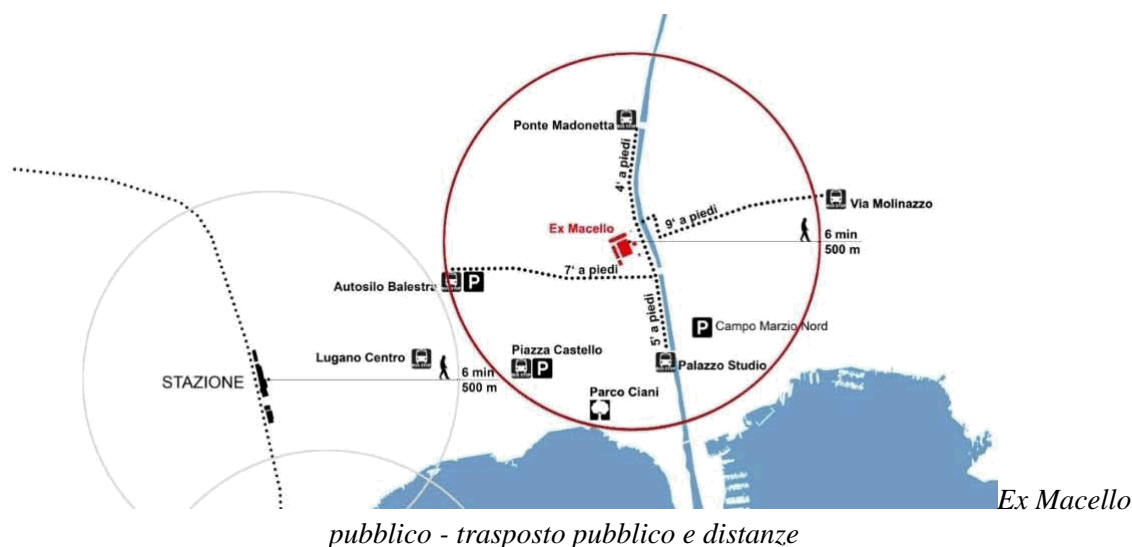 Ponte Madonetta
4' a piedi
Via Molinazzo
9' a piedi
Ex Macello
6 min
500 m
7' a piedi
Autosilo Balestra
P
5' a piedi
P Campo Marzio Nord
Lugano Centro
Piazza Castello
P
Palazzo Studio
6 min
500 m
STAZIONE
Parco Ciani
Ex Macello
pubblico - trasposto pubblico e distanze